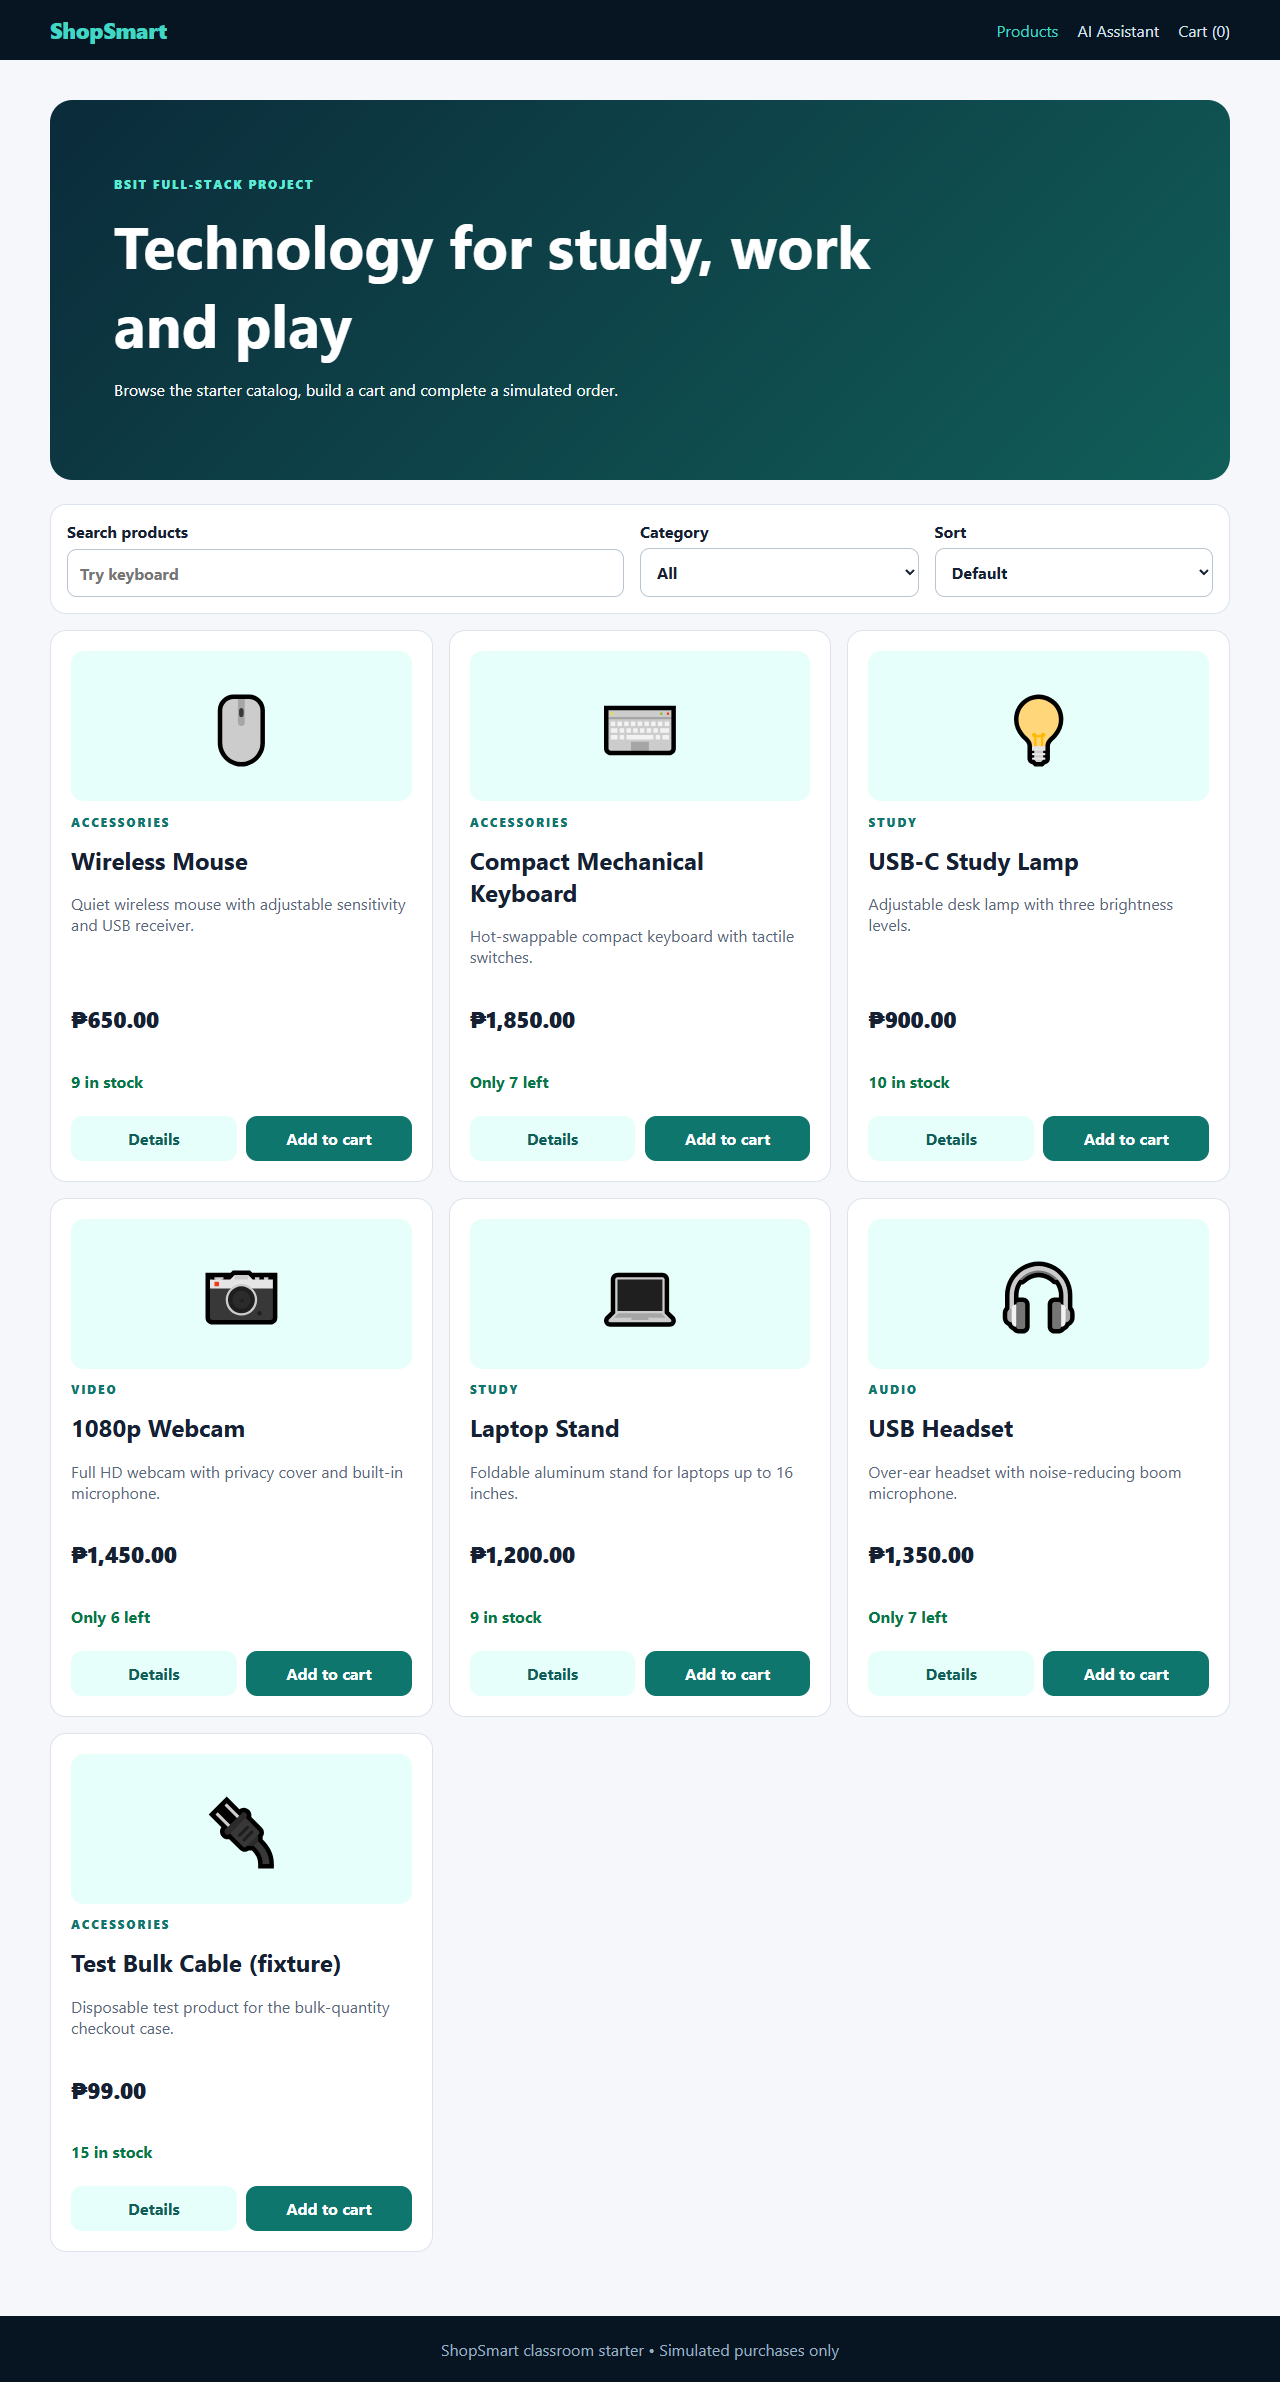 ShopSmart
Products AI Assistant Cart (0)
BSIT FULL-STACK PROJECT
Technology for study, work
and play
Browse the starter catalog, build a cart and complete a simulated order.
Search products
Try keyboard
Category
All
Sort
Default
ACCESSORIES
Wireless Mouse
Quiet wireless mouse with adjustable sensitivity
and USB receiver.
₱650.00
9 in stock
Details Add to cart
ACCESSORIES
Compact Mechanical
Keyboard
Hot-swappable compact keyboard with tactile
switches.
₱1,850.00
Only 7 left
Details Add to cart
STUDY
USB-C Study Lamp
Adjustable desk lamp with three brightness
levels.
₱900.00
10 in stock
Details Add to cart
VIDEO
1080p Webcam
Full HD webcam with privacy cover and built-in
microphone.
₱1,450.00
Only 6 left
Details Add to cart
STUDY
Laptop Stand
Foldable aluminum stand for laptops up to 16
inches.
₱1,200.00
9 in stock
Details Add to cart
AUDIO
USB Headset
Over-ear headset with noise-reducing boom
microphone.
₱1,350.00
Only 7 left
Details Add to cart
ACCESSORIES
Test Bulk Cable (fixture)
Disposable test product for the bulk-quantity
checkout case.
₱99.00
15 in stock
Details Add to cart
ShopSmart classroom starter • Simulated purchases only